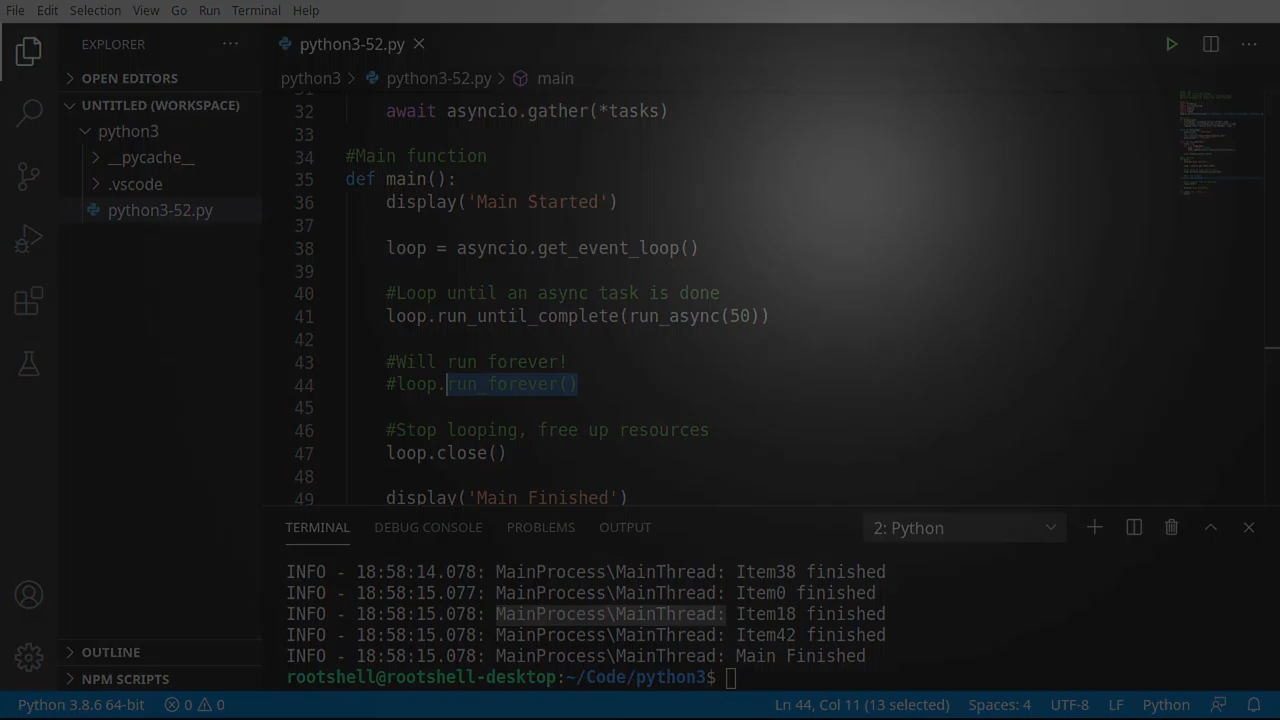 File Edit Selection View Go Run Terminal Help
EXPLORER
python3-52.py
OPEN EDITORS
python3 python3-52.py main
UNTITLED (WORKSPACE)
python3
__pycache__
.vscode
python3-52.py
32 await asyncio.gather(*tasks)
33
34 #Main function
35 def main():
36 display('Main Started')
37
38 loop = asyncio.get_event_loop()
39
40 #Loop until an async task is done
41 loop.run_until_complete(run_async(50))
42
43 #Will run forever!
44 #loop.run_forever()
45
46 #Stop looping, free up resources
47 loop.close()
48
49 display('Main Finished')
TERMINAL DEBUG CONSOLE PROBLEMS OUTPUT 2: Python
INFO - 18:58:14.078: MainProcess\MainThread: Item38 finished
INFO - 18:58:15.077: MainProcess\MainThread: Item0 finished
INFO - 18:58:15.078: MainProcess\MainThread: Item18 finished
INFO - 18:58:15.078: MainProcess\MainThread: Item42 finished
INFO - 18:58:15.078: MainProcess\MainThread: Main Finished
rootshell@rootshell-desktop:~/Code/python3$
OUTLINE
NPM SCRIPTS
Python 3.8.6 64-bit 0 0 Ln 44, Col 11 (13 selected) Spaces: 4 UTF-8 LF Python